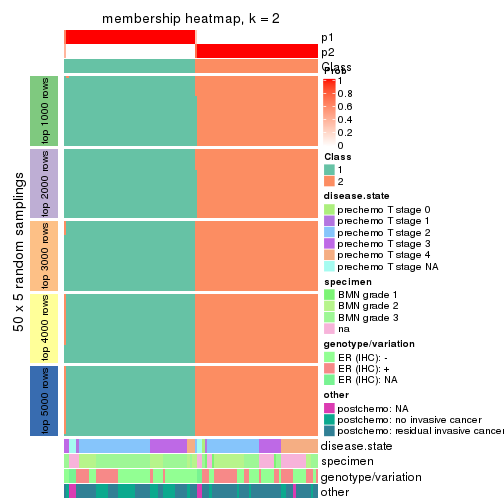 membership heatmap, k = 2
p1
p2
Class
Prob
1
0.8
0.6
0.4
0.2
0
Class
1
2
disease.state
prechemo T stage 0
prechemo T stage 1
prechemo T stage 2
prechemo T stage 3
prechemo T stage 4
prechemo T stage NA
specimen
BMN grade 1
BMN grade 2
BMN grade 3
na
genotype/variation
ER (IHC): -
ER (IHC): +
ER (IHC): NA
other
postchemo: NA
postchemo: no invasive cancer
postchemo: residual invasive cancer
50 x 5 random samplings
top 1000 rows
top 2000 rows
top 3000 rows
top 4000 rows
top 5000 rows
disease.state
specimen
genotype/variation
other